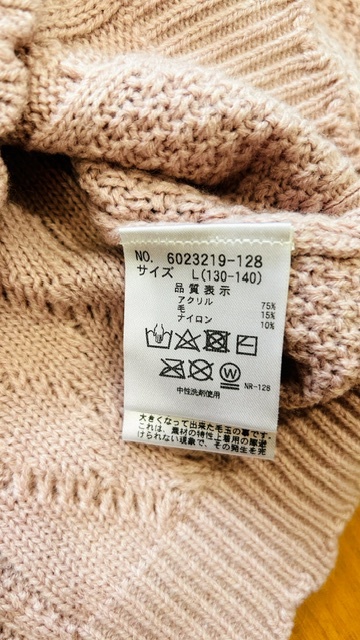 NO. 6023219-128
サイズ L(130-140)
品質表示
アクリル 75%
毛 15%
ナイロン 10%
W
NR-128
中性洗剤使用
大きくなって出来た毛玉の事です。
これは、素材の特性上着用の摩擦
けられない現象で、その発生を完